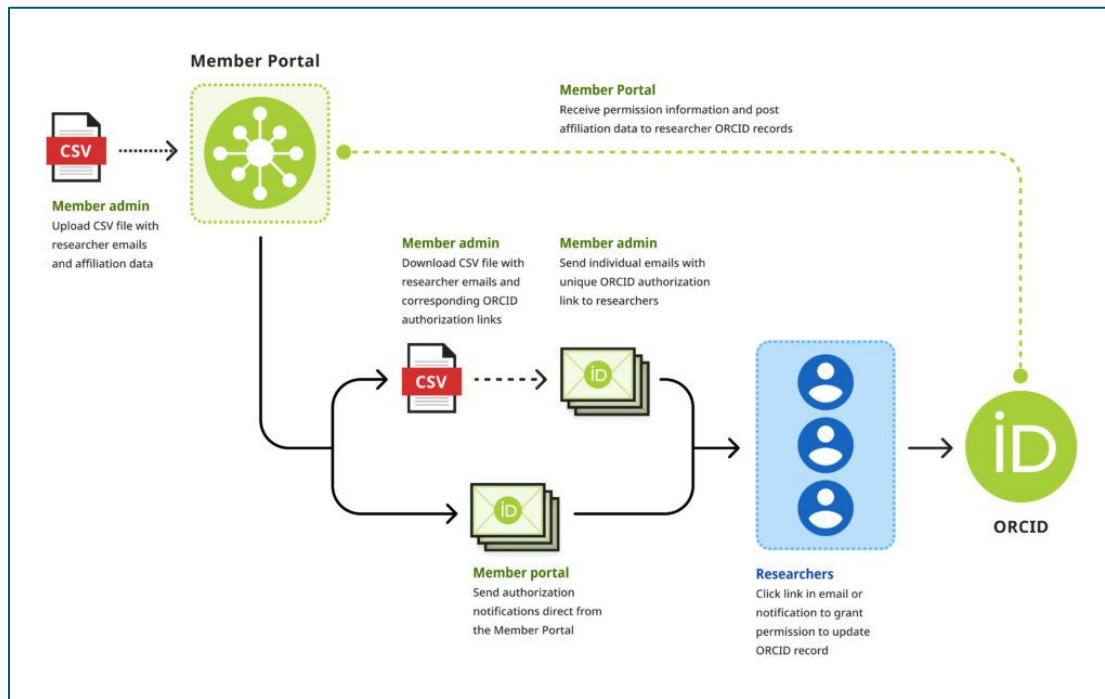 Member Portal
CSV
Member admin
Upload CSV file with
researcher emails
and affiliation data
Member Portal
Receive permission information and post
affiliation data to researcher ORCID records
Member admin
Download CSV file with
researcher emails and
corresponding ORCID
authorization links
CSV
Member admin
Send individual emails with
unique ORCID authorization
link to researchers
iD
iD
Member portal
Send authorization
notifications direct from
the Member Portal
Researchers
Click link in email or
notification to grant
permission to update
ORCID record
iD
ORCID